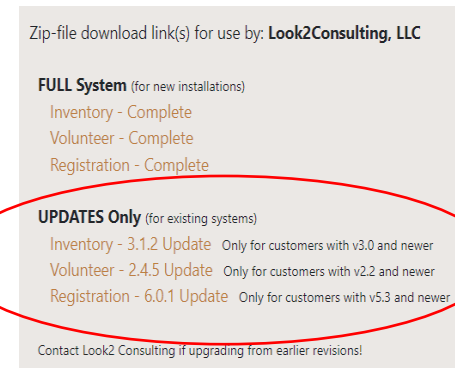 Zip-file download link(s) for use by: Look2Consulting, LLC
FULL System (for new installations)
Inventory - Complete
Volunteer - Complete
Registration - Complete
UPDATES Only (for existing systems)
Inventory - 3.1.2 Update Only for customers with v3.0 and newer
Volunteer - 2.4.5 Update Only for customers with v2.2 and newer
Registration - 6.0.1 Update Only for customers with v5.3 and newer
Contact Look2 Consulting if upgrading from earlier revisions!